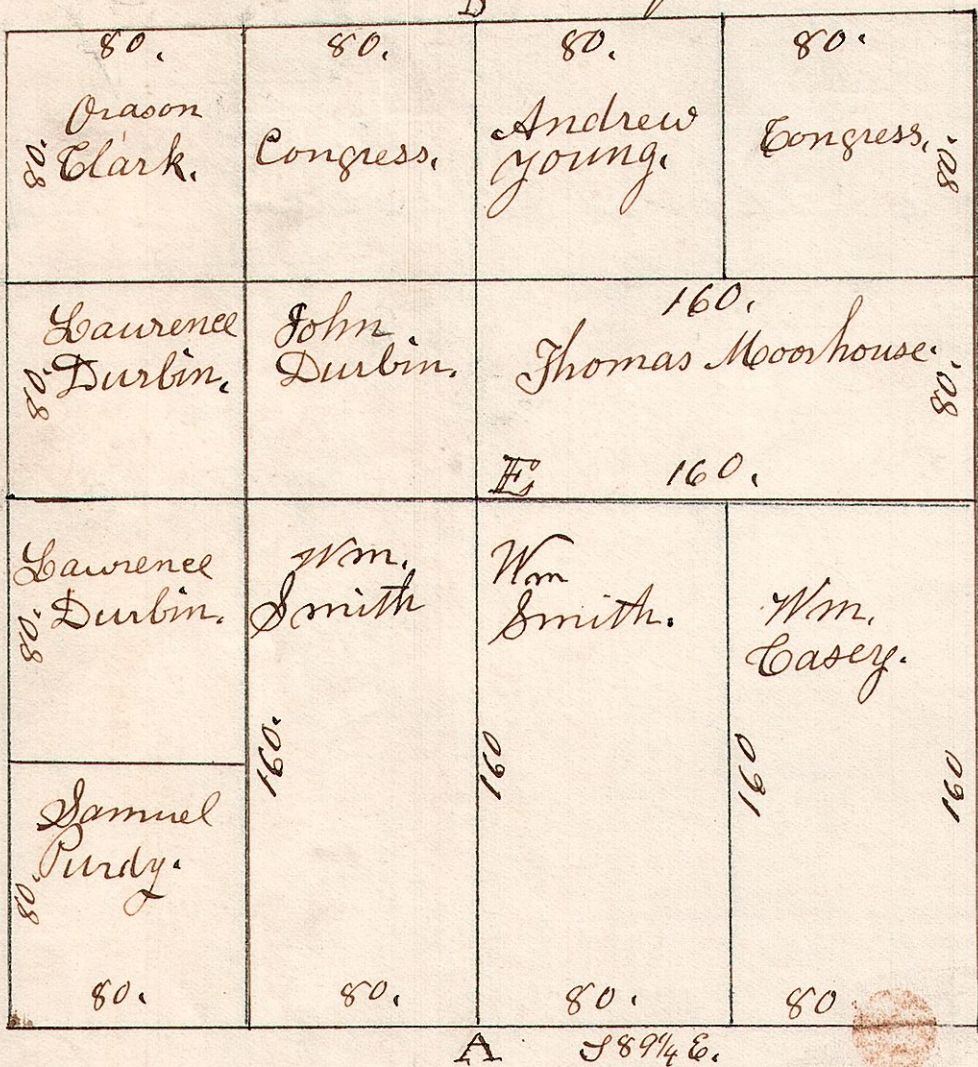 B
80.
80.
80.
80.
Orason
Clark.
80.
Congress.
Andrew
Young.
Congress.
80.
Laurence
Durbin.
80.
John
Durbin.
160.
Thomas Moorhouse.
80.
E
160.
Laurence
Durbin.
80.
Wm.
Smith
160.
Wm
Smith.
160
Wm.
Casey.
160
160
Samuel
Purdy.
80.
80.
80.
80.
80
A
S89¼ E.